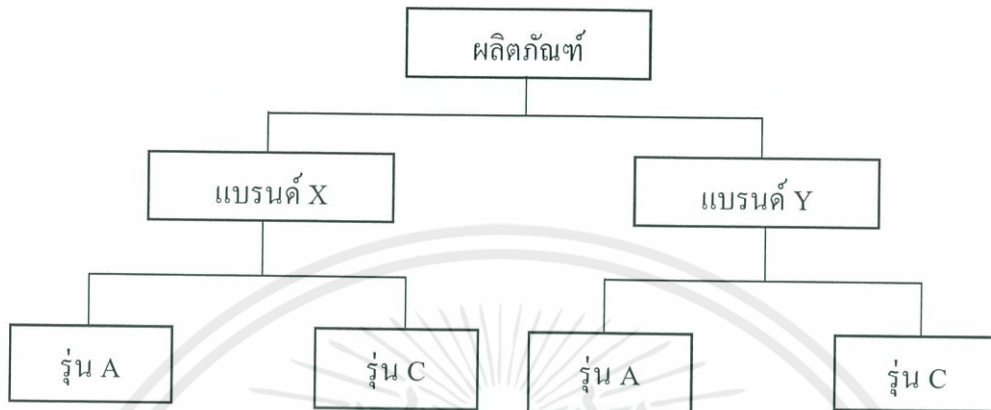 ผลิตภัณฑ์
แบรนด์ X
แบรนด์ Y
รุ่น A
รุ่น C
รุ่น A
รุ่น C